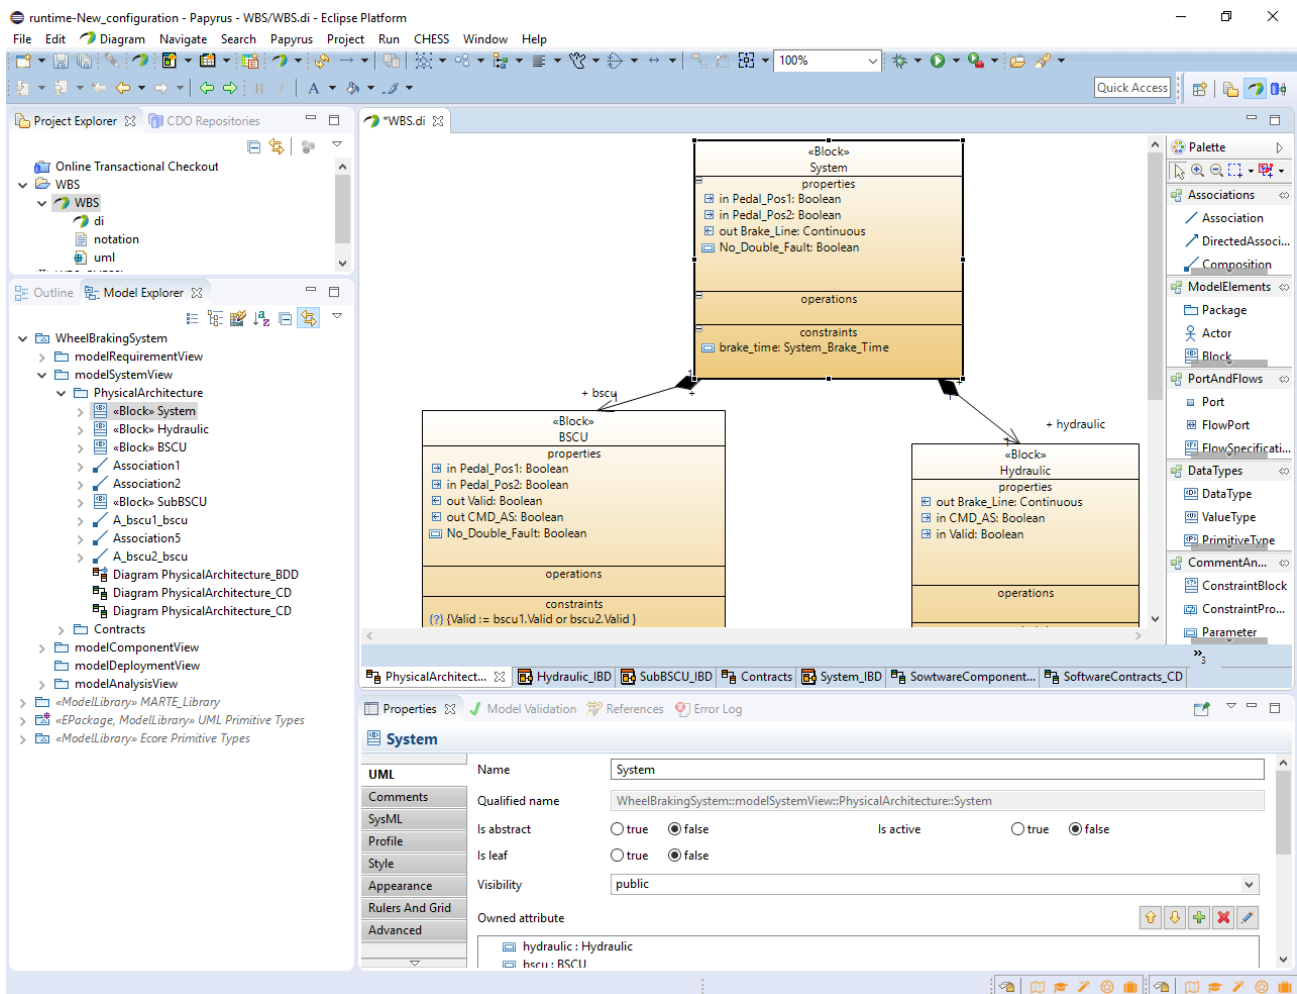 runtime-New_configuration - Papyrus - WBS/WBS.di - Eclipse Platform
File Edit Diagram Navigate Search Papyrus Project Run CHESS Window Help
100%
B I A
Quick Access
Project Explorer CDO Repositories
Online Transactional Checkout
WBS
WBS
di
notation
uml
Outline Model Explorer
WheelBrakingSystem
modelRequirementView
modelSystemView
PhysicalArchitecture
«Block» System
«Block» Hydraulic
«Block» BSCU
Association1
Association2
«Block» SubBSCU
A_bscu1_bscu
Association5
A_bscu2_bscu
Diagram PhysicalArchitecture_BDD
Diagram PhysicalArchitecture_CD
Diagram PhysicalArchitecture_CD
Contracts
modelComponentView
modelDeploymentView
modelAnalysisView
«ModelLibrary» MARTE_Library
«EPackage, ModelLibrary» UML Primitive Types
«ModelLibrary» Ecore Primitive Types
*WBS.di
«Block»
System
properties
in Pedal_Pos1: Boolean
in Pedal_Pos2: Boolean
out Brake_Line: Continuous
No_Double_Fault: Boolean
operations
constraints
brake_time: System_Brake_Time
+ bscu
1
+ hydraulic
«Block»
BSCU
properties
in Pedal_Pos1: Boolean
in Pedal_Pos2: Boolean
out Valid: Boolean
out CMD_AS: Boolean
No_Double_Fault: Boolean
operations
constraints
{?} {Valid := bscu1.Valid or bscu2.Valid }
«Block»
Hydraulic
properties
out Brake_Line: Continuous
in CMD_AS: Boolean
in Valid: Boolean
operations
Palette
Associations
Association
DirectedAssoci...
Composition
ModelElements
Package
Actor
Block
PortAndFlows
Port
FlowPort
FlowSpecificati...
DataTypes
DataType
ValueType
PrimitiveType
CommentAn...
ConstraintBlock
ConstraintPro...
Parameter
»3
PhysicalArchitect... Hydraulic_IBD SubBSCU_IBD Contracts System_IBD SowtwareComponent... SoftwareContracts_CD
Properties Model Validation References Error Log
System
UML
Comments
SysML
Profile
Style
Appearance
Rulers And Grid
Advanced
Name System
Qualified name WheelBrakingSystem::modelSystemView::PhysicalArchitecture::System
Is abstract true false Is active true false
Is leaf true false
Visibility public
Owned attribute
hydraulic : Hydraulic
bscu : BSCU